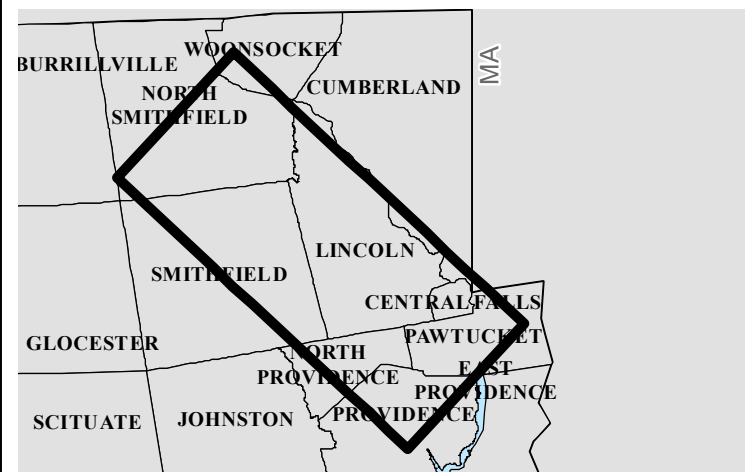 WOONSOCKET
BURRILLVILLE
MA
CUMBERLAND
NORTH
SMITHFIELD
LINCOLN
SMITHFIELD
CENTRAL FALLS
PAWTUCKET
GLOCESTER
NORTH
PROVIDENCE
EAST
PROVIDENCE
PROVIDENCE
SCITUATE
JOHNSTON